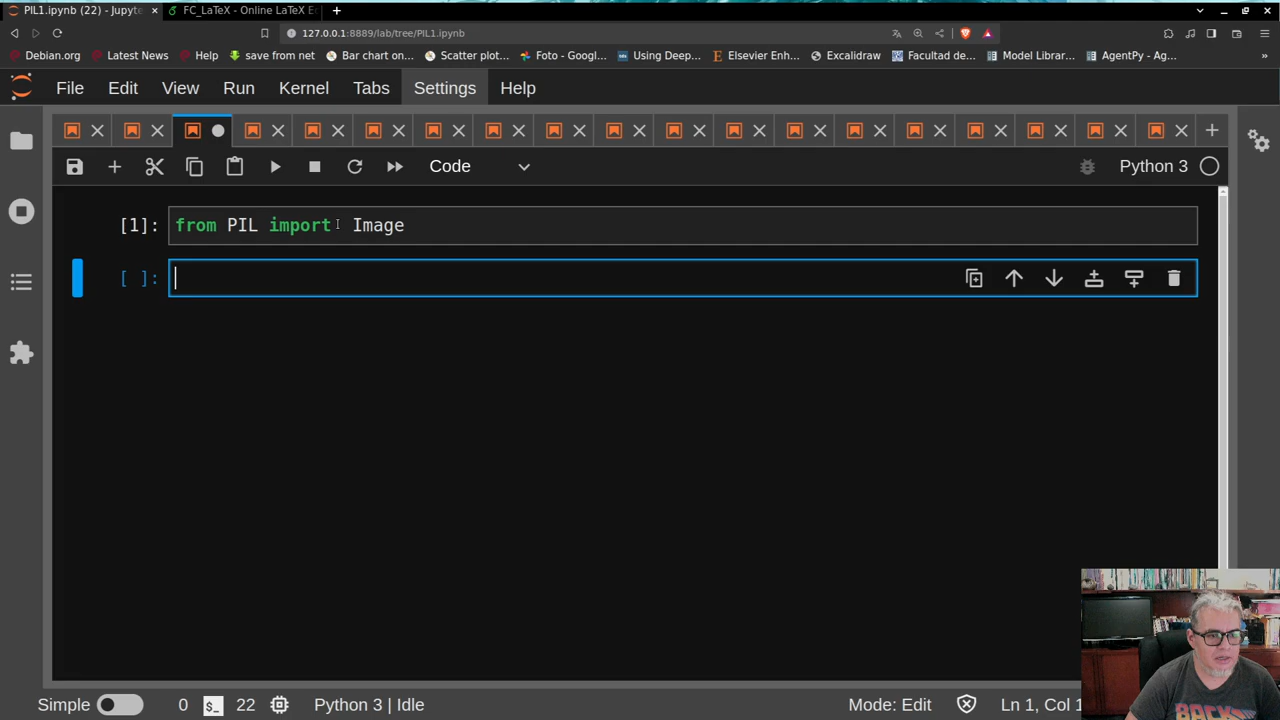 PIL1.ipynb (22) - Jupyte
FC_LaTeX - Online LaTeX E
127.0.0.1:8889/lab/tree/PIL1.ipynb
Debian.org
Latest News
Help
save from net
Bar chart on...
Scatter plot...
Foto - Googl...
Using Deep...
Elsevier Enh...
Excalidraw
Facultad de...
Model Librar...
AgentPy - Ag...
»
File Edit View Run Kernel Tabs Settings Help
Code
Python 3
[1]: from PIL import Image
[ ]:
Simple 0 $_ 22 Python 3 | Idle Mode: Edit Ln 1, Col 1
BACK